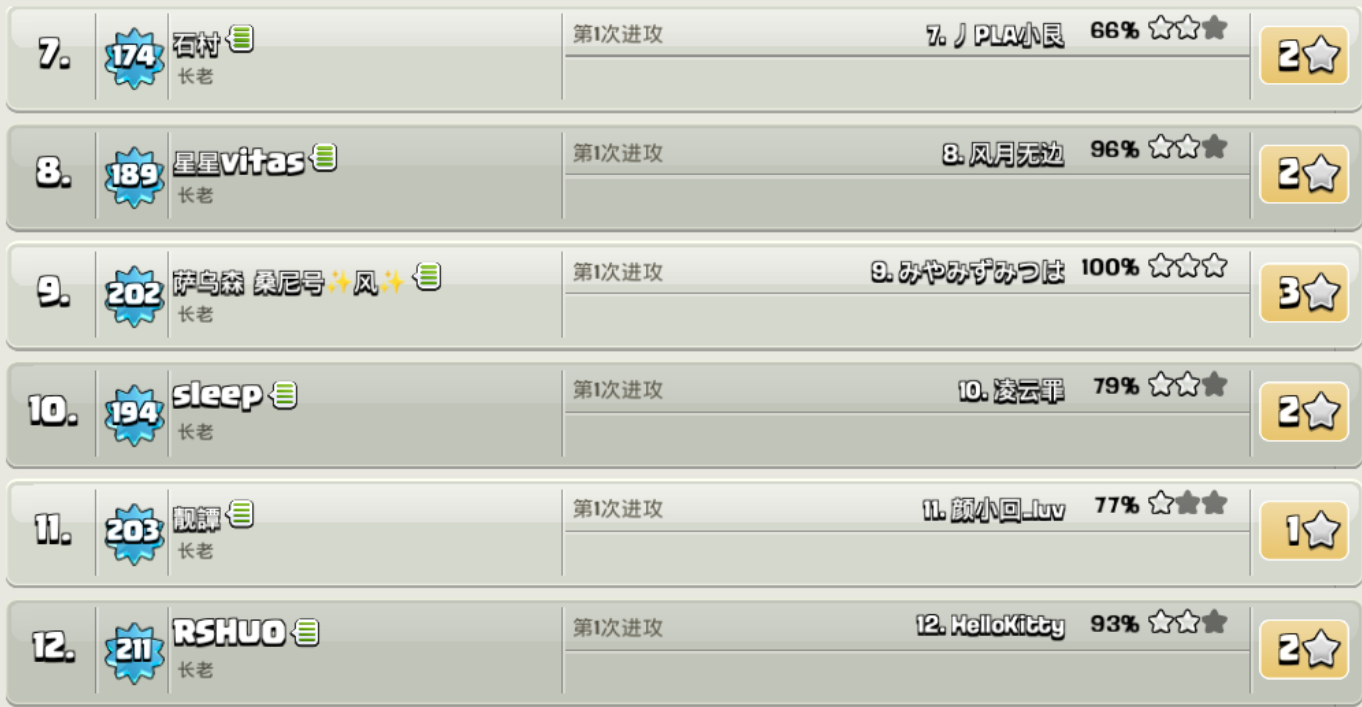 7. 174 石村 第1次进攻 7. 丿 PLA小艮 66% 2
长老
8. 189 星星vitas 第1次进攻 8. 风月无边 96% 2
长老
9. 202 萨乌森 桑尼号✨风✨ 第1次进攻 9. みやみずみつは 100% 3
长老
10. 194 sleep 第1次进攻 10. 凌云罪 79% 2
长老
11. 203 靓譚 第1次进攻 11. 颜小回_luv 77% 1
长老
12. 211 RSHUO 第1次进攻 12. HelloKitty 93% 2
长老